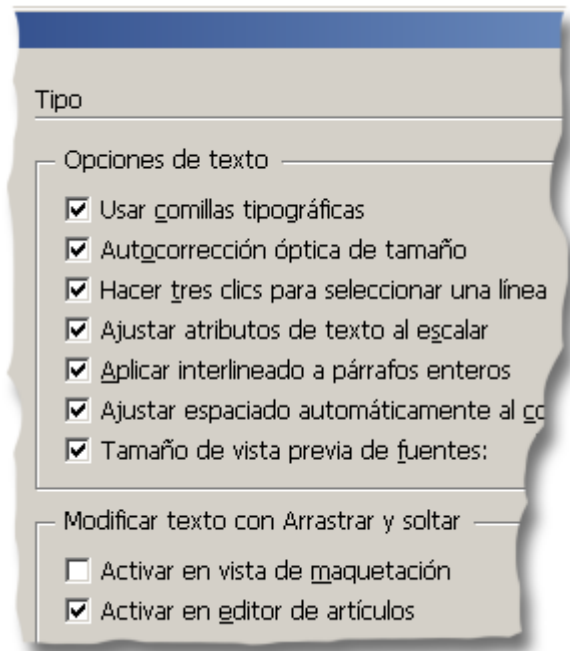 Tipo
Opciones de texto
Usar comillas tipográficas
Autocorrección óptica de tamaño
Hacer tres clics para seleccionar una línea
Ajustar atributos de texto al escalar
Aplicar interlineado a párrafos enteros
Ajustar espaciado automáticamente al
Tamaño de vista previa de fuentes:
Modificar texto con Arrastrar y soltar
Activar en vista de maquetación
Activar en editor de artículos